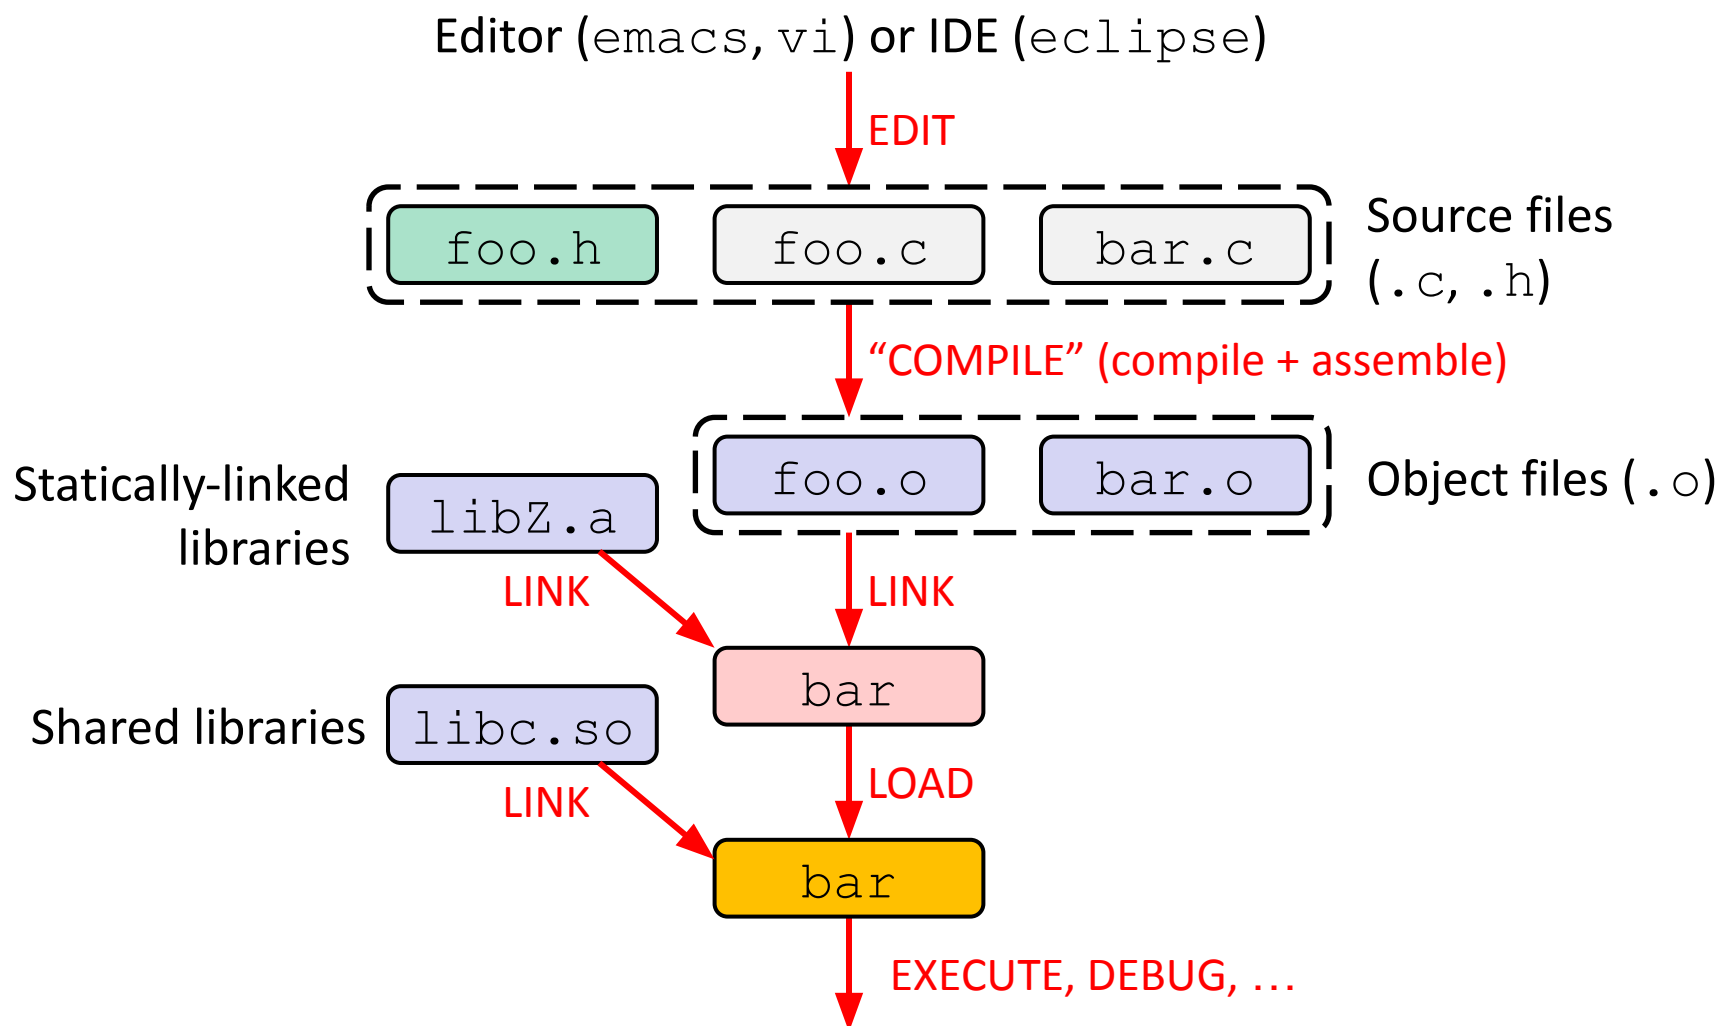 Editor (emacs, vi) or IDE (eclipse)
EDIT
foo.h
foo.c
bar.c
Source files
(.c, .h)
“COMPILE” (compile + assemble)
Statically-linked
libraries
libZ.a
foo.o
bar.o
Object files (.o)
LINK
LINK
bar
Shared libraries
libc.so
LINK
LOAD
bar
EXECUTE, DEBUG, …